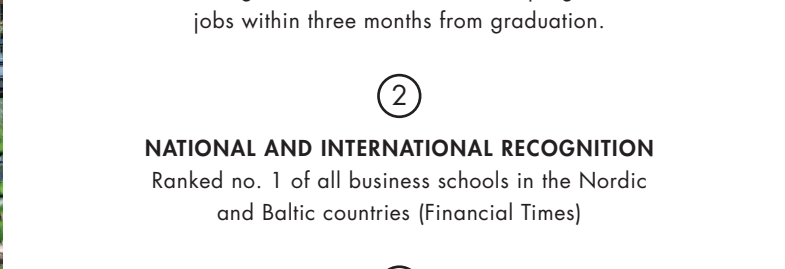 jobs within three months from graduation.
2
NATIONAL AND INTERNATIONAL RECOGNITION
Ranked no. 1 of all business schools in the Nordic
and Baltic countries (Financial Times)